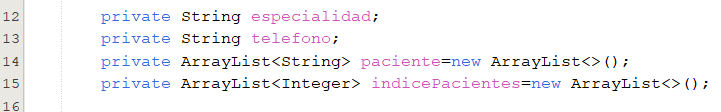 12 private String especialidad;
13 private String telefono;
14 private ArrayList<String> paciente=new ArrayList<>();
15 private ArrayList<Integer> indicePacientes=new ArrayList<>();
16